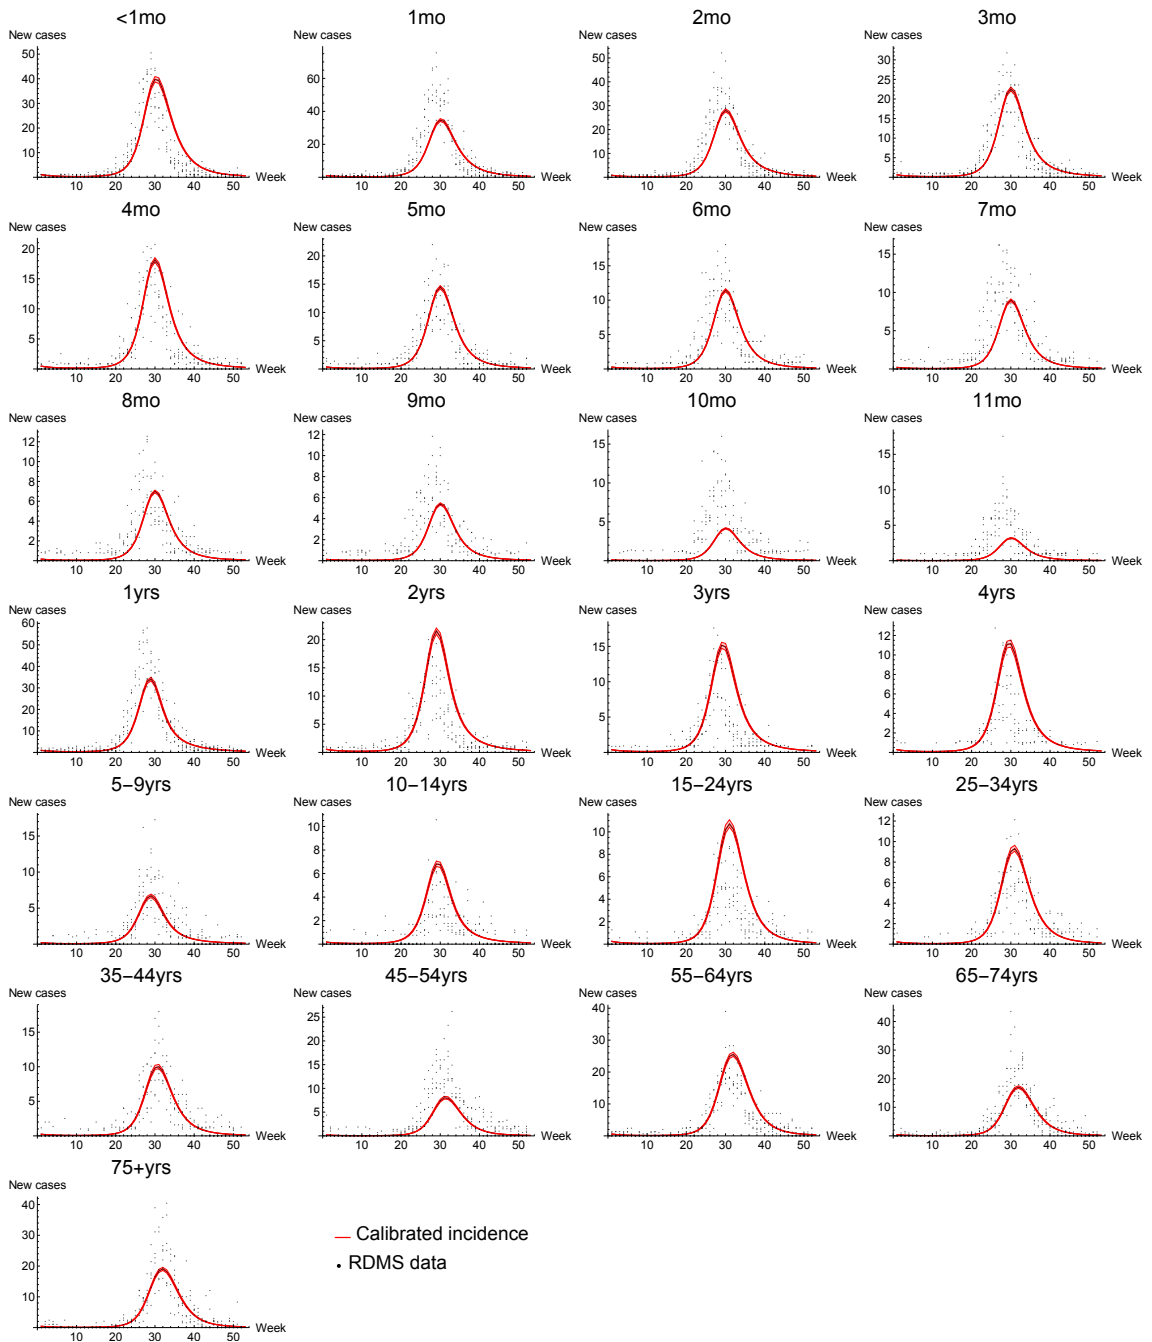 <1mo
New cases
50
40
30
20
10
10 20 30 40 50 Week
1mo
New cases
60
40
20
10 20 30 40 50 Week
2mo
New cases
50
40
30
20
10
10 20 30 40 50 Week
3mo
New cases
30
25
20
15
10
5
10 20 30 40 50 Week
4mo
New cases
20
15
10
5
10 20 30 40 50 Week
5mo
New cases
20
15
10
5
10 20 30 40 50 Week
6mo
New cases
15
10
5
10 20 30 40 50 Week
7mo
New cases
15
10
5
10 20 30 40 50 Week
8mo
New cases
12
10
8
6
4
2
10 20 30 40 50 Week
9mo
New cases
12
10
8
6
4
2
10 20 30 40 50 Week
10mo
New cases
15
10
5
10 20 30 40 50 Week
11mo
New cases
15
10
5
10 20 30 40 50 Week
1yrs
New cases
60
50
40
30
20
10
10 20 30 40 50 Week
2yrs
New cases
20
15
10
5
10 20 30 40 50 Week
3yrs
New cases
15
10
5
10 20 30 40 50 Week
4yrs
New cases
12
10
8
6
4
2
10 20 30 40 50 Week
5−9yrs
New cases
15
10
5
10 20 30 40 50 Week
10−14yrs
New cases
10
8
6
4
2
10 20 30 40 50 Week
15−24yrs
New cases
10
8
6
4
2
10 20 30 40 50 Week
25−34yrs
New cases
12
10
8
6
4
2
10 20 30 40 50 Week
35−44yrs
New cases
15
10
5
10 20 30 40 50 Week
45−54yrs
New cases
25
20
15
10
5
10 20 30 40 50 Week
55−64yrs
New cases
40
30
20
10
10 20 30 40 50 Week
65−74yrs
New cases
40
30
20
10
10 20 30 40 50 Week
75+yrs
New cases
40
30
20
10
10 20 30 40 50 Week
Calibrated incidence
RDMS data